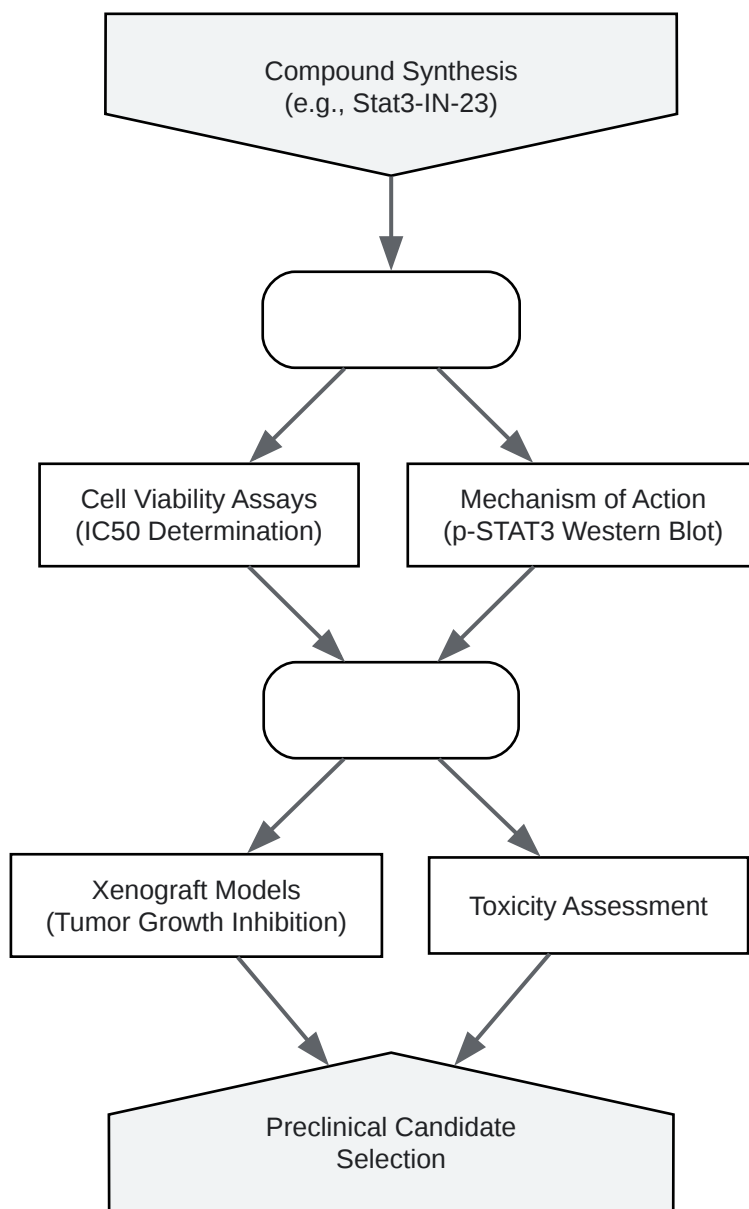 Compound Synthesis
(e.g., Stat3-IN-23)
Cell Viability Assays
(IC50 Determination)
Mechanism of Action
(p-STAT3 Western Blot)
Xenograft Models
(Tumor Growth Inhibition)
Toxicity Assessment
Preclinical Candidate
Selection